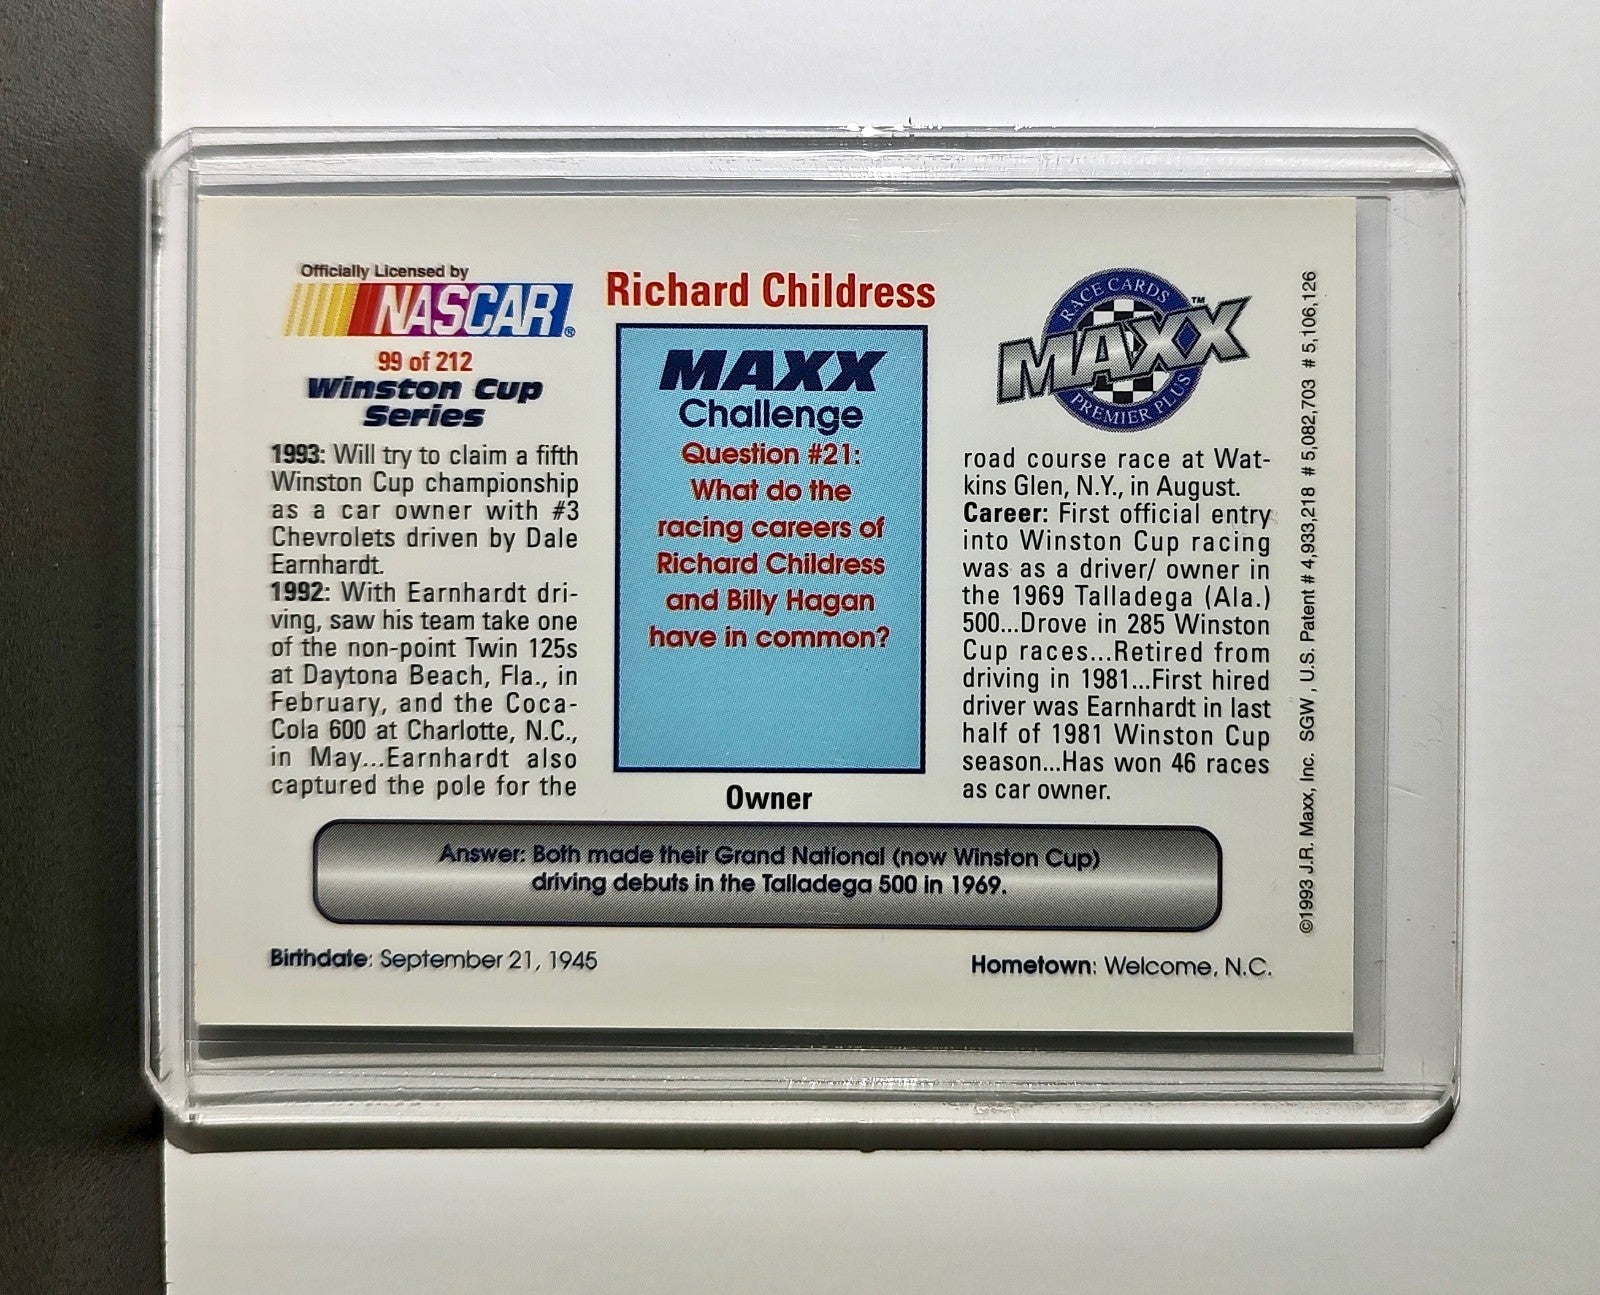 Officially Licensed by
NASCAR®
99 of 212
Winston Cup
Series
1993: Will try to claim a fifth
Winston Cup championship
as a car owner with #3
Chevrolets driven by Dale
Earnhardt.
1992: With Earnhardt dri-
ving, saw his team take one
of the non-point Twin 125s
at Daytona Beach, Fla., in
February, and the Coca-
Cola 600 at Charlotte, N.C.,
in May...Earnhardt also
captured the pole for the
Richard Childress
MAXX
Challenge
Question #21:
What do the
racing careers of
Richard Childress
and Billy Hagan
have in common?
Owner
RACE CARDS
MAXX™
PREMIER PLUS
road course race at Wat-
kins Glen, N.Y., in August.
Career: First official entry
into Winston Cup racing
was as a driver/ owner in
the 1969 Talladega (Ala.)
500...Drove in 285 Winston
Cup races...Retired from
driving in 1981...First hired
driver was Earnhardt in last
half of 1981 Winston Cup
season...Has won 46 races
as car owner.
Answer: Both made their Grand National (now Winston Cup)
driving debuts in the Talladega 500 in 1969.
Birthdate: September 21, 1945
Hometown: Welcome, N.C.
©1993 J.R. Maxx, Inc. SGW, U.S. Patent # 4,933,218 # 5,082,703 # 5,106,126